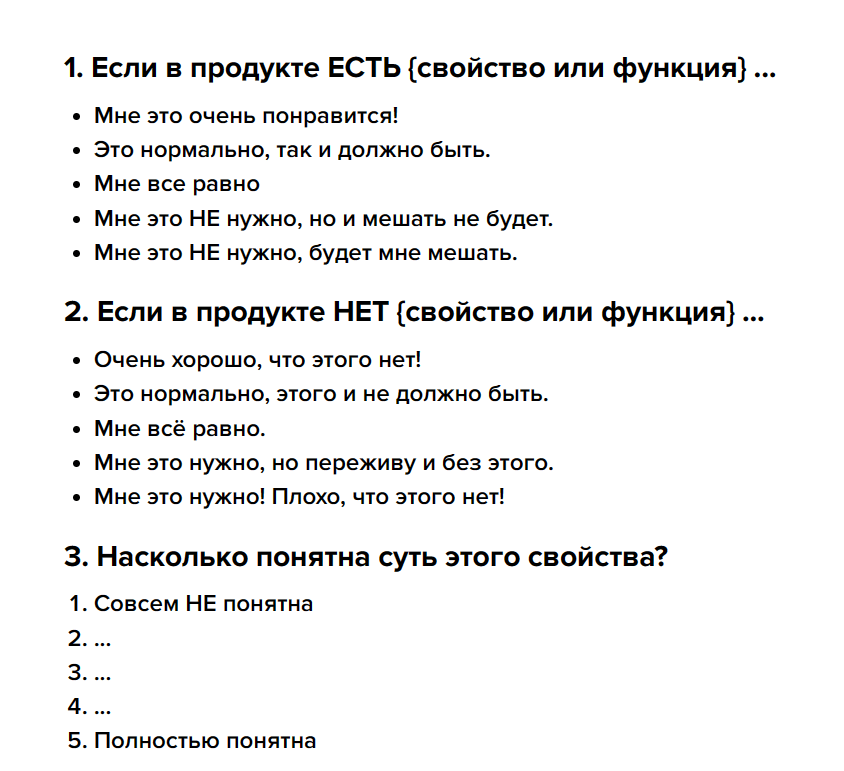 1. Если в продукте ЕСТЬ {свойство или функция} ...
• Мне это очень понравится!
• Это нормально, так и должно быть.
• Мне все равно
• Мне это НЕ нужно, но и мешать не будет.
• Мне это НЕ нужно, будет мне мешать.
2. Если в продукте НЕТ {свойство или функция} ...
• Очень хорошо, что этого нет!
• Это нормально, этого и не должно быть.
• Мне всё равно.
• Мне это нужно, но переживу и без этого.
• Мне это нужно! Плохо, что этого нет!
3. Насколько понятна суть этого свойства?
1. Совсем НЕ понятна
2. ...
3. ...
4. ...
5. Полностью понятна